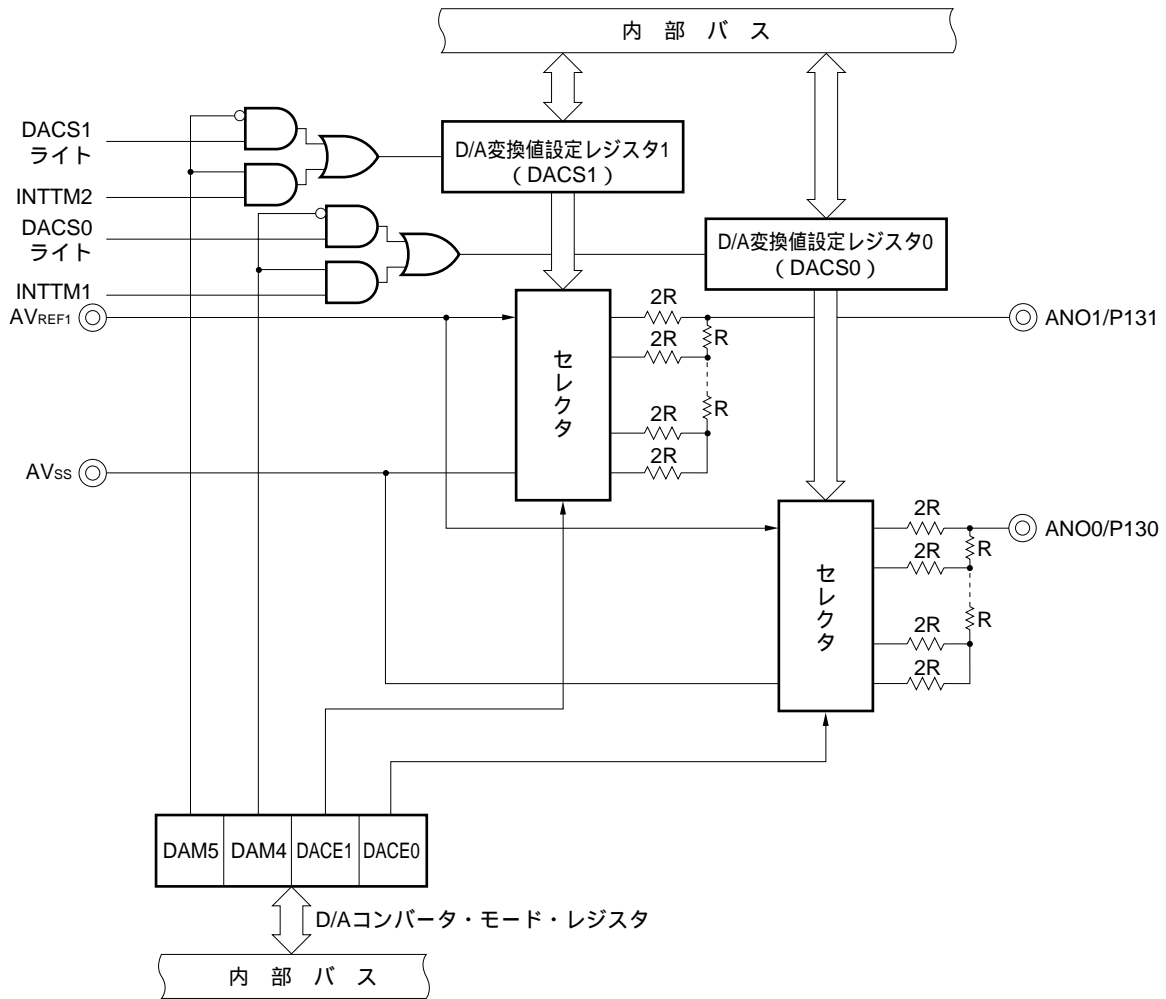 内 部 バ ス
DACS1
ライト
INTTM2
DACS0
ライト
INTTM1
D/A変換値設定レジスタ1
（DACS1）
D/A変換値設定レジスタ0
（DACS0）
AVREF1
2R
R
2R
ANO1/P131
セレクタ
R
2R
2R
AVSS
2R
R
2R
ANO0/P130
セレクタ
R
2R
2R
DAM5 DAM4 DACE1 DACE0
D/Aコンバータ・モード・レジスタ
内 部 バ ス